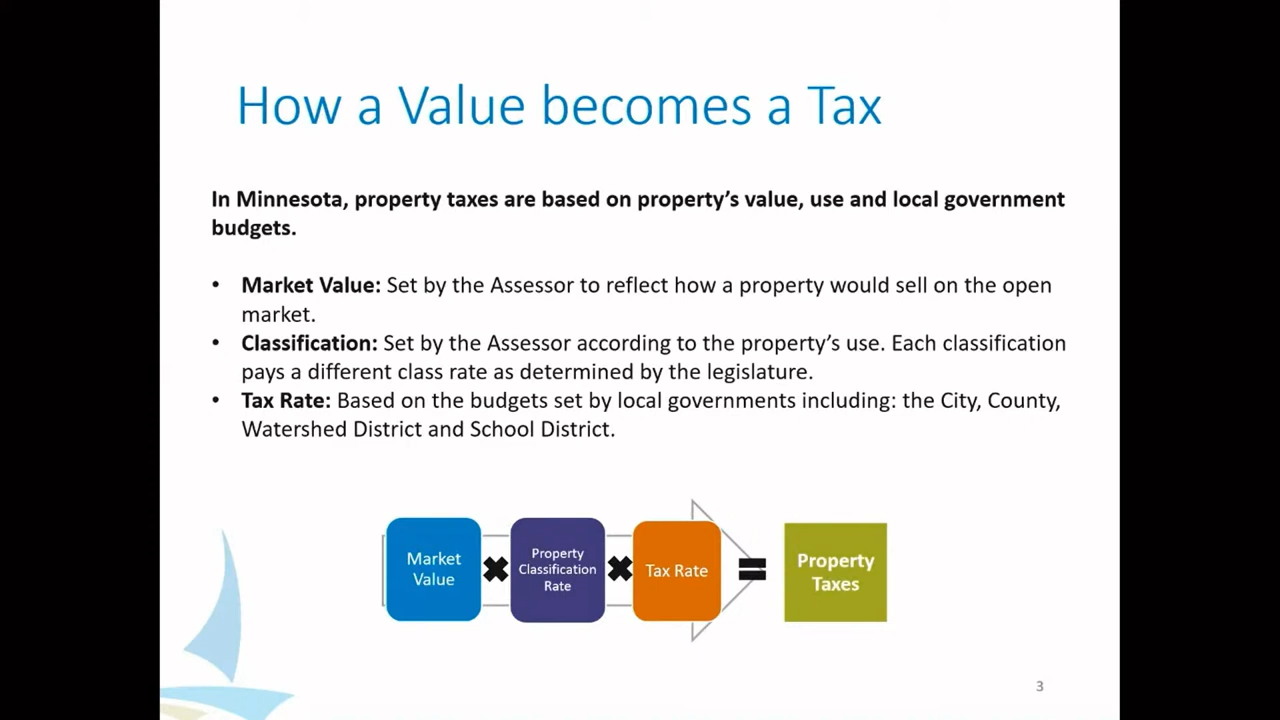 How a Value becomes a Tax
In Minnesota, property taxes are based on property’s value, use and local government
budgets.
• Market Value: Set by the Assessor to reflect how a property would sell on the open
market.
• Classification: Set by the Assessor according to the property’s use. Each classification
pays a different class rate as determined by the legislature.
• Tax Rate: Based on the budgets set by local governments including: the City, County,
Watershed District and School District.
Market
Value
✖
Property
Classification
Rate
✖
Tax Rate
=
Property
Taxes
3